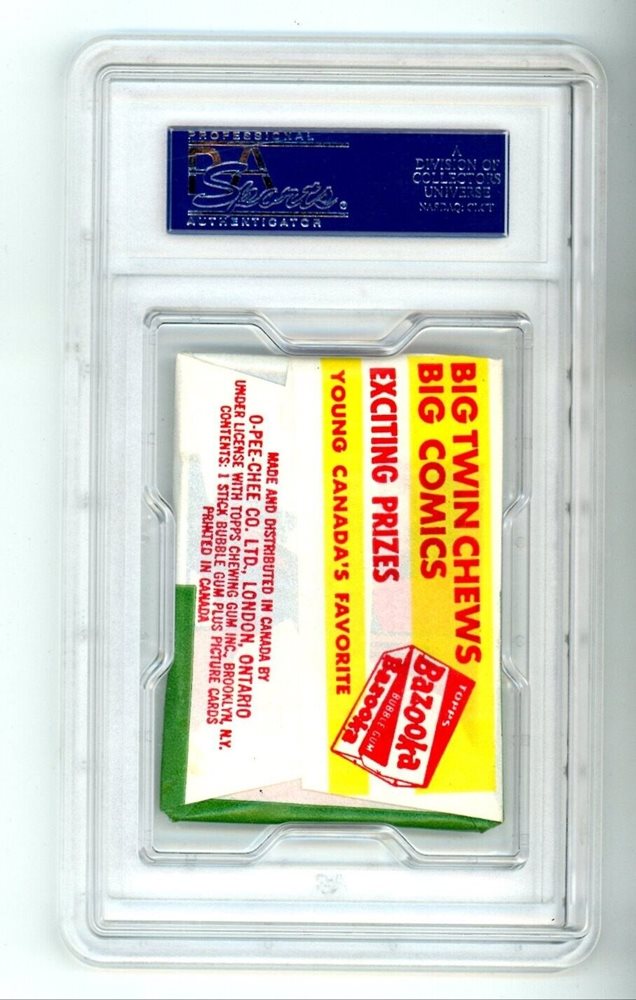 PROFESSIONAL
PSA
Sports
AUTHENTICATOR
A
DIVISION OF
COLLECTORS
UNIVERSE
NASDAQ: CLCT
BIG TWIN CHEWS
BIG COMICS
EXCITING PRIZES
YOUNG CANADA'S FAVORITE
TOPPS
Bazooka
BUBBLE GUM
Bazooka
MADE AND DISTRIBUTED IN CANADA BY
O-PEE-CHEE CO. LTD., LONDON, ONTARIO
UNDER LICENSE WITH TOPPS CHEWING GUM INC., BROOKLYN, N.Y.
CONTENTS: 1 STICK BUBBLE GUM PLUS PICTURE CARDS
PRINTED IN CANADA